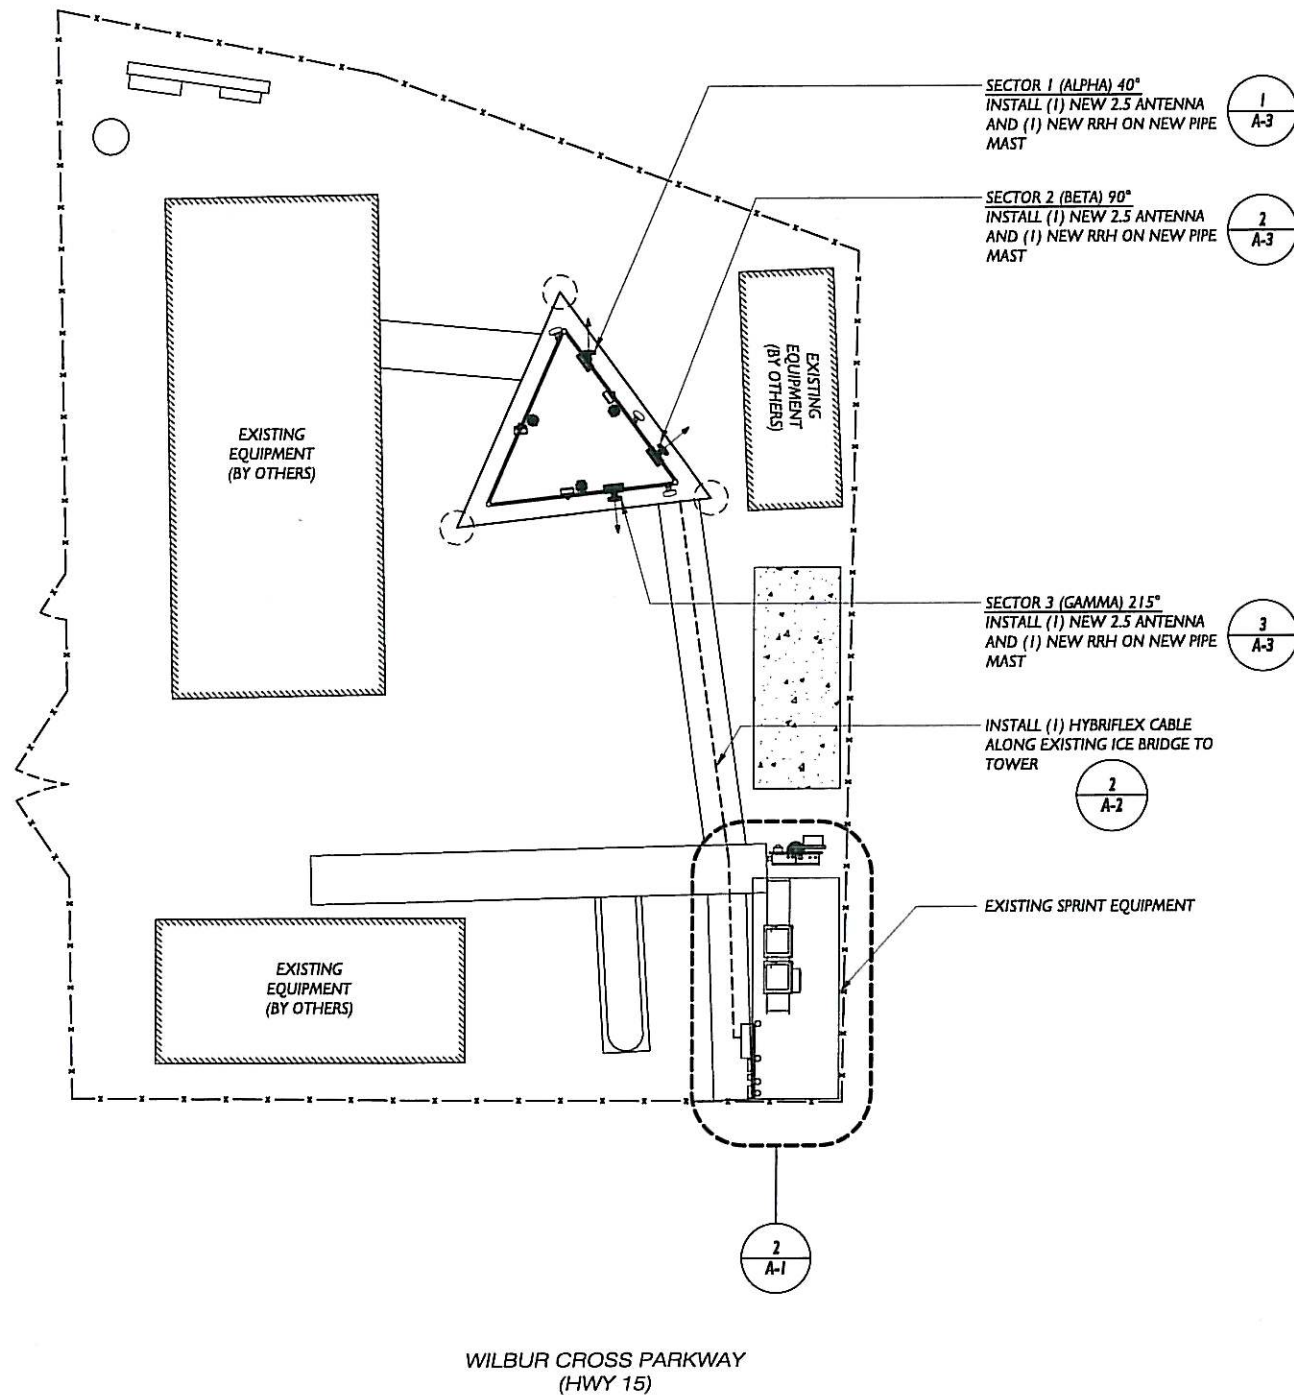 SECTOR 1 (ALPHA) 40°
INSTALL (1) NEW 2.5 ANTENNA
AND (1) NEW RRH ON NEW PIPE
MAST
1
A-3
SECTOR 2 (BETA) 90°
INSTALL (1) NEW 2.5 ANTENNA
AND (1) NEW RRH ON NEW PIPE
MAST
2
A-3
EXISTING
EQUIPMENT
(BY OTHERS)
EXISTING
EQUIPMENT
(BY OTHERS)
SECTOR 3 (GAMMA) 215°
INSTALL (1) NEW 2.5 ANTENNA
AND (1) NEW RRH ON NEW PIPE
MAST
3
A-3
INSTALL (1) HYBRIFLEX CABLE
ALONG EXISTING ICE BRIDGE TO
TOWER
2
A-2
EXISTING SPRINT EQUIPMENT
EXISTING
EQUIPMENT
(BY OTHERS)
2
A-1
WILBUR CROSS PARKWAY
(HWY 15)